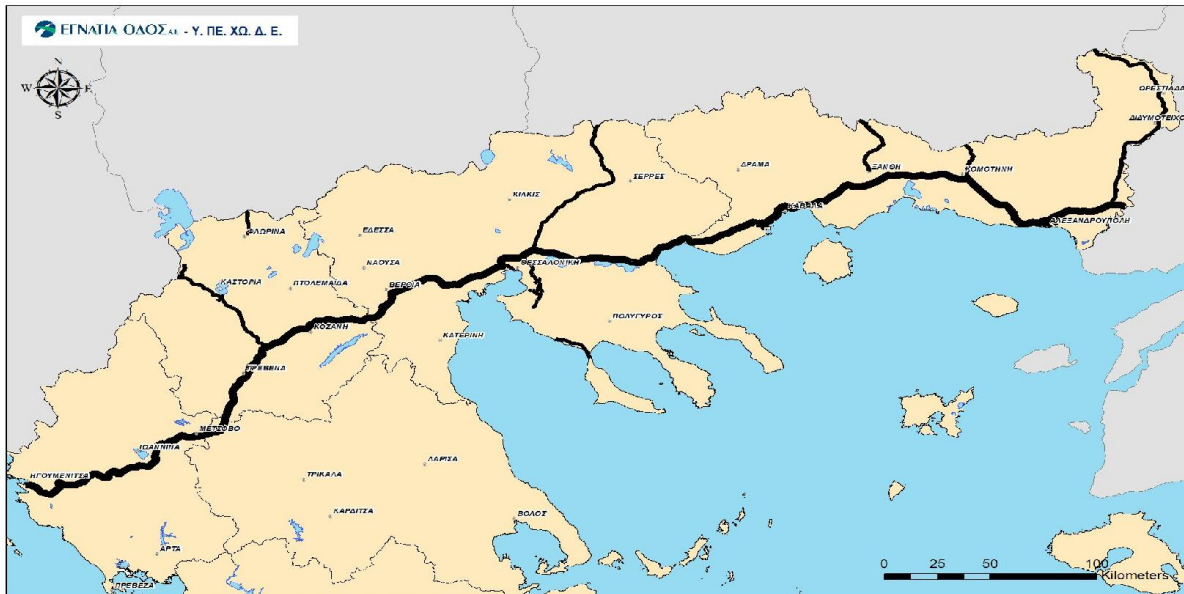 ΕΓΝΑΤΙΑ ΟΔΟΣ Α.Ε. - Υ. ΠΕ. ΧΩ. Δ. Ε.
N
W E
S
ΟΡΕΣΤΙΑΔΑ
ΔΙΔΥΜΟΤΕΙΧΟ
ΔΡΑΜΑ
ΞΑΝΘΗ
ΚΟΜΟΤΗΝΗ
ΣΕΡΡΕΣ
ΚΙΛΚΙΣ
ΑΛΕΞΑΝΔΡΟΥΠΟΛΗ
ΦΛΩΡΙΝΑ
ΕΔΕΣΣΑ
ΘΕΣΣΑΛΟΝΙΚΗ
ΝΑΟΥΣΑ
ΚΑΣΤΟΡΙΑ
ΠΤΟΛΕΜΑΙΔΑ
ΒΕΡΟΙΑ
ΠΟΛΥΓΥΡΟΣ
ΚΟΖΑΝΗ
ΚΑΤΕΡΙΝΗ
ΓΡΕΒΕΝΑ
ΜΕΤΣΟΒΟ
ΙΩΑΝΝΙΝΑ
ΛΑΡΙΣΑ
ΗΓΟΥΜΕΝΙΤΣΑ
ΤΡΙΚΑΛΑ
ΚΑΡΔΙΤΣΑ
ΒΟΛΟΣ
ΑΡΤΑ
ΠΡΕΒΕΖΑ
0 25 50 100
Kilometers